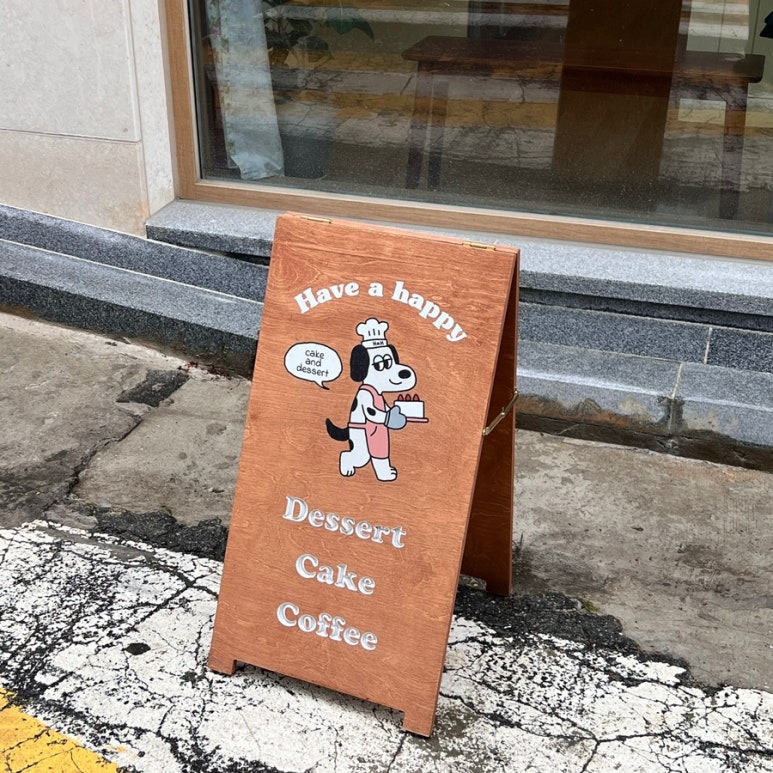 Have a happy
cake
and
dessert
Dessert
Cake
Coffee